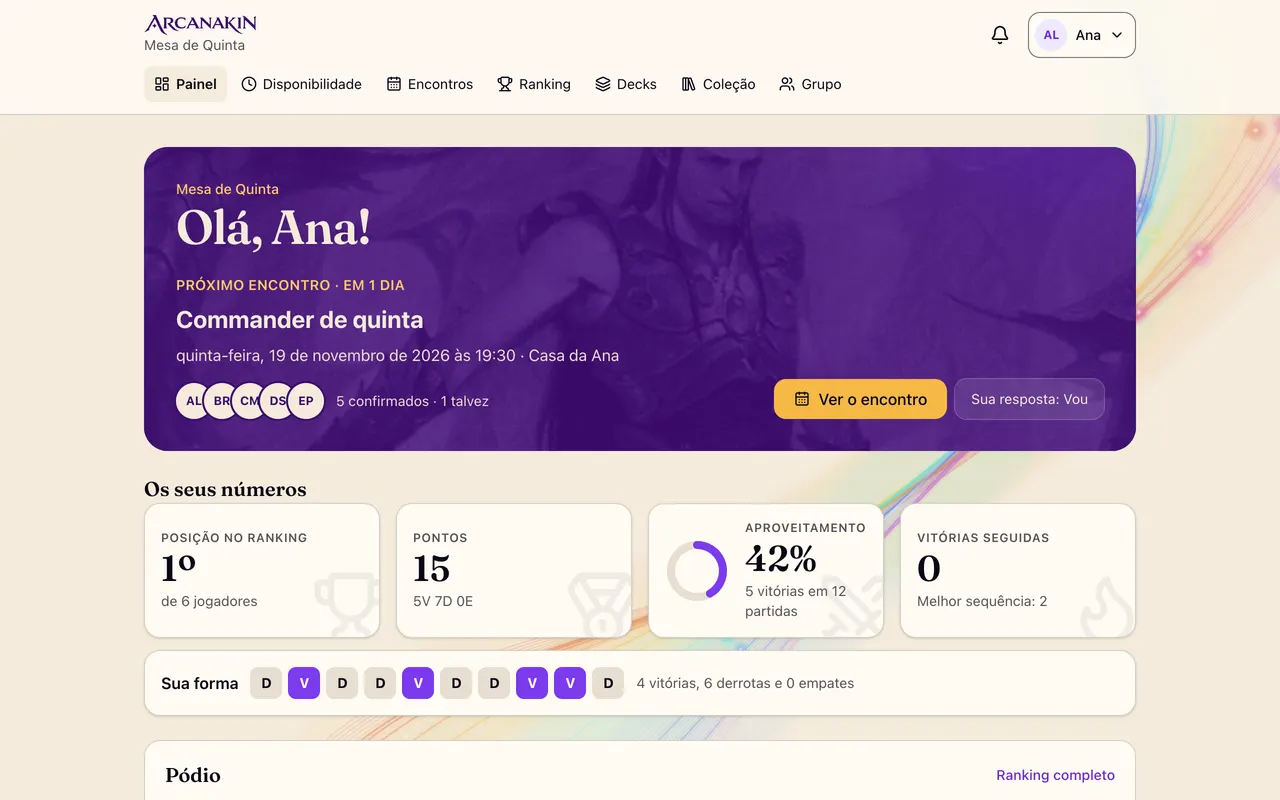 ARCANAKIN
Mesa de Quinta
AL Ana
Painel Disponibilidade Encontros Ranking Decks Coleção Grupo
Mesa de Quinta
Olá, Ana!
PRÓXIMO ENCONTRO · EM 1 DIA
Commander de quinta
quinta-feira, 19 de novembro de 2026 às 19:30 · Casa da Ana
AL BR CM DS EP 5 confirmados · 1 talvez
Ver o encontro
Sua resposta: Vou
Os seus números
POSIÇÃO NO RANKING
1º
de 6 jogadores
PONTOS
15
5V 7D 0E
APROVEITAMENTO
42%
5 vitórias em 12
partidas
VITÓRIAS SEGUIDAS
0
Melhor sequência: 2
Sua forma D V D D V D D V V D 4 vitórias, 6 derrotas e 0 empates
Pódio
Ranking completo